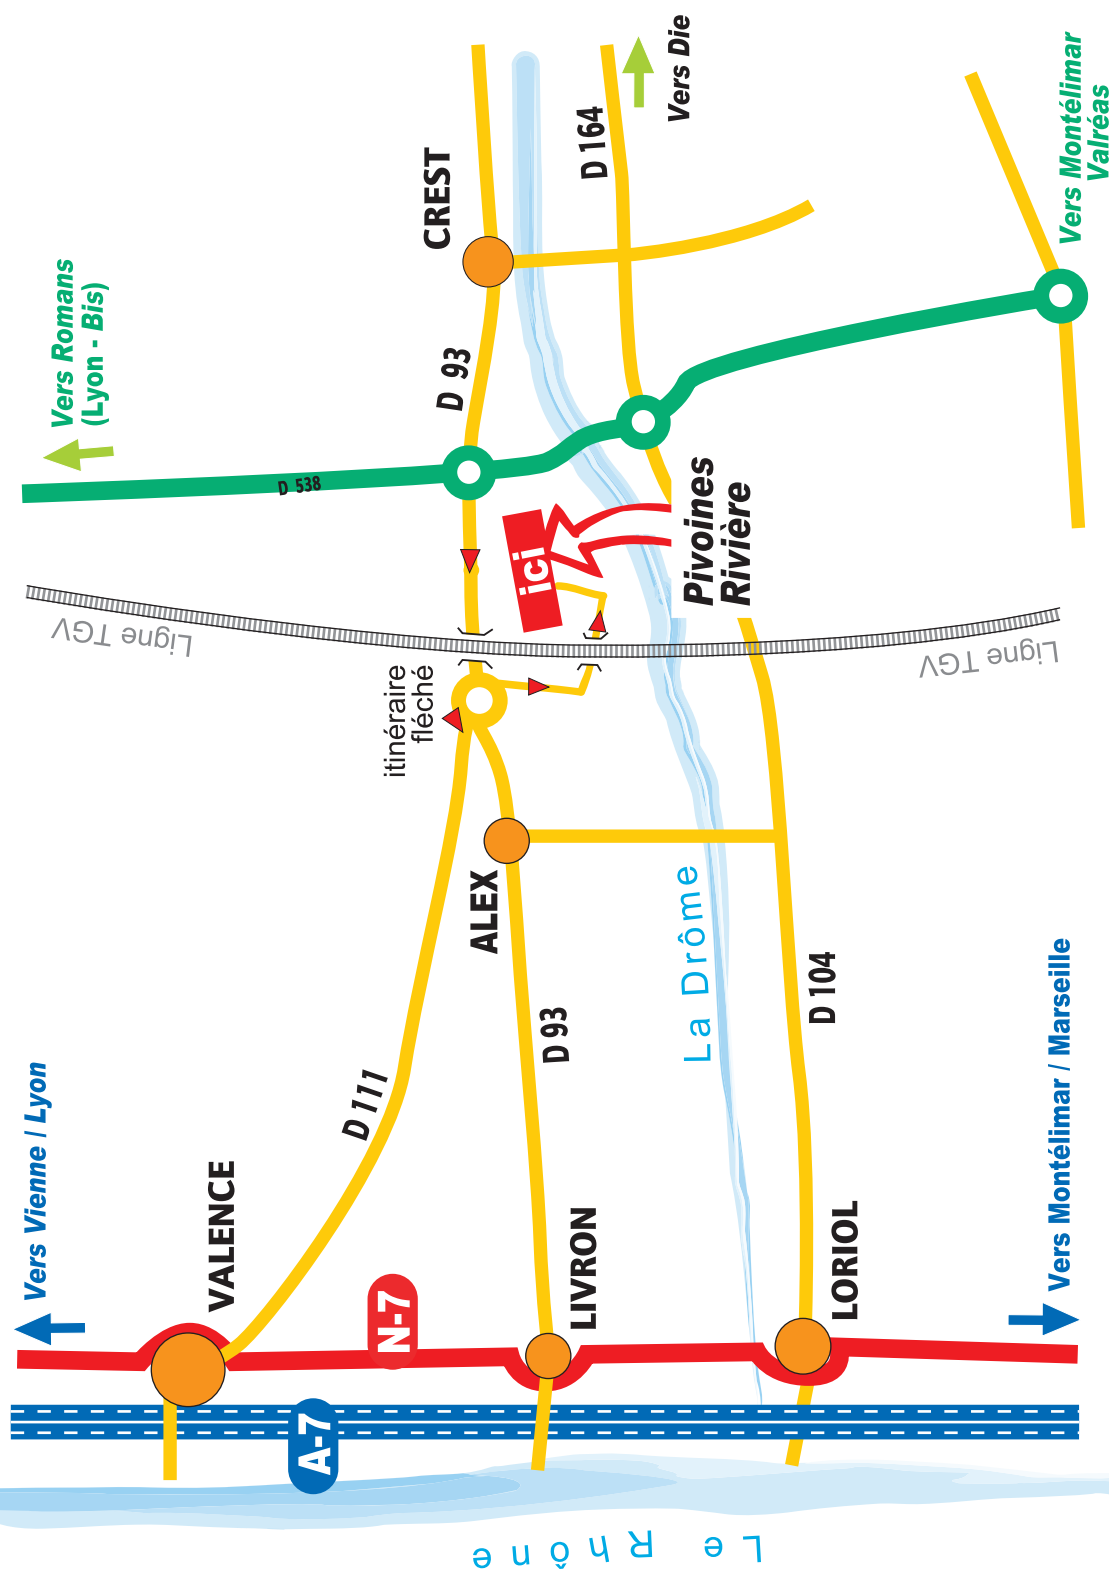 Vers Vienne / Lyon
VALENCE
D 111
N-7
A-7
Le Rhône
LIVRON
D 93
ALEX
LORIOL
D 104
La Drôme
Vers Montélimar / Marseille
itinéraire
fléché
Ligne TGV
Ligne TGV
ici
Pivoines
Rivière
D 538
Vers Romans
(Lyon - Bis)
D 93
CREST
D 164
Vers Die
Vers Montélimar
Valréas